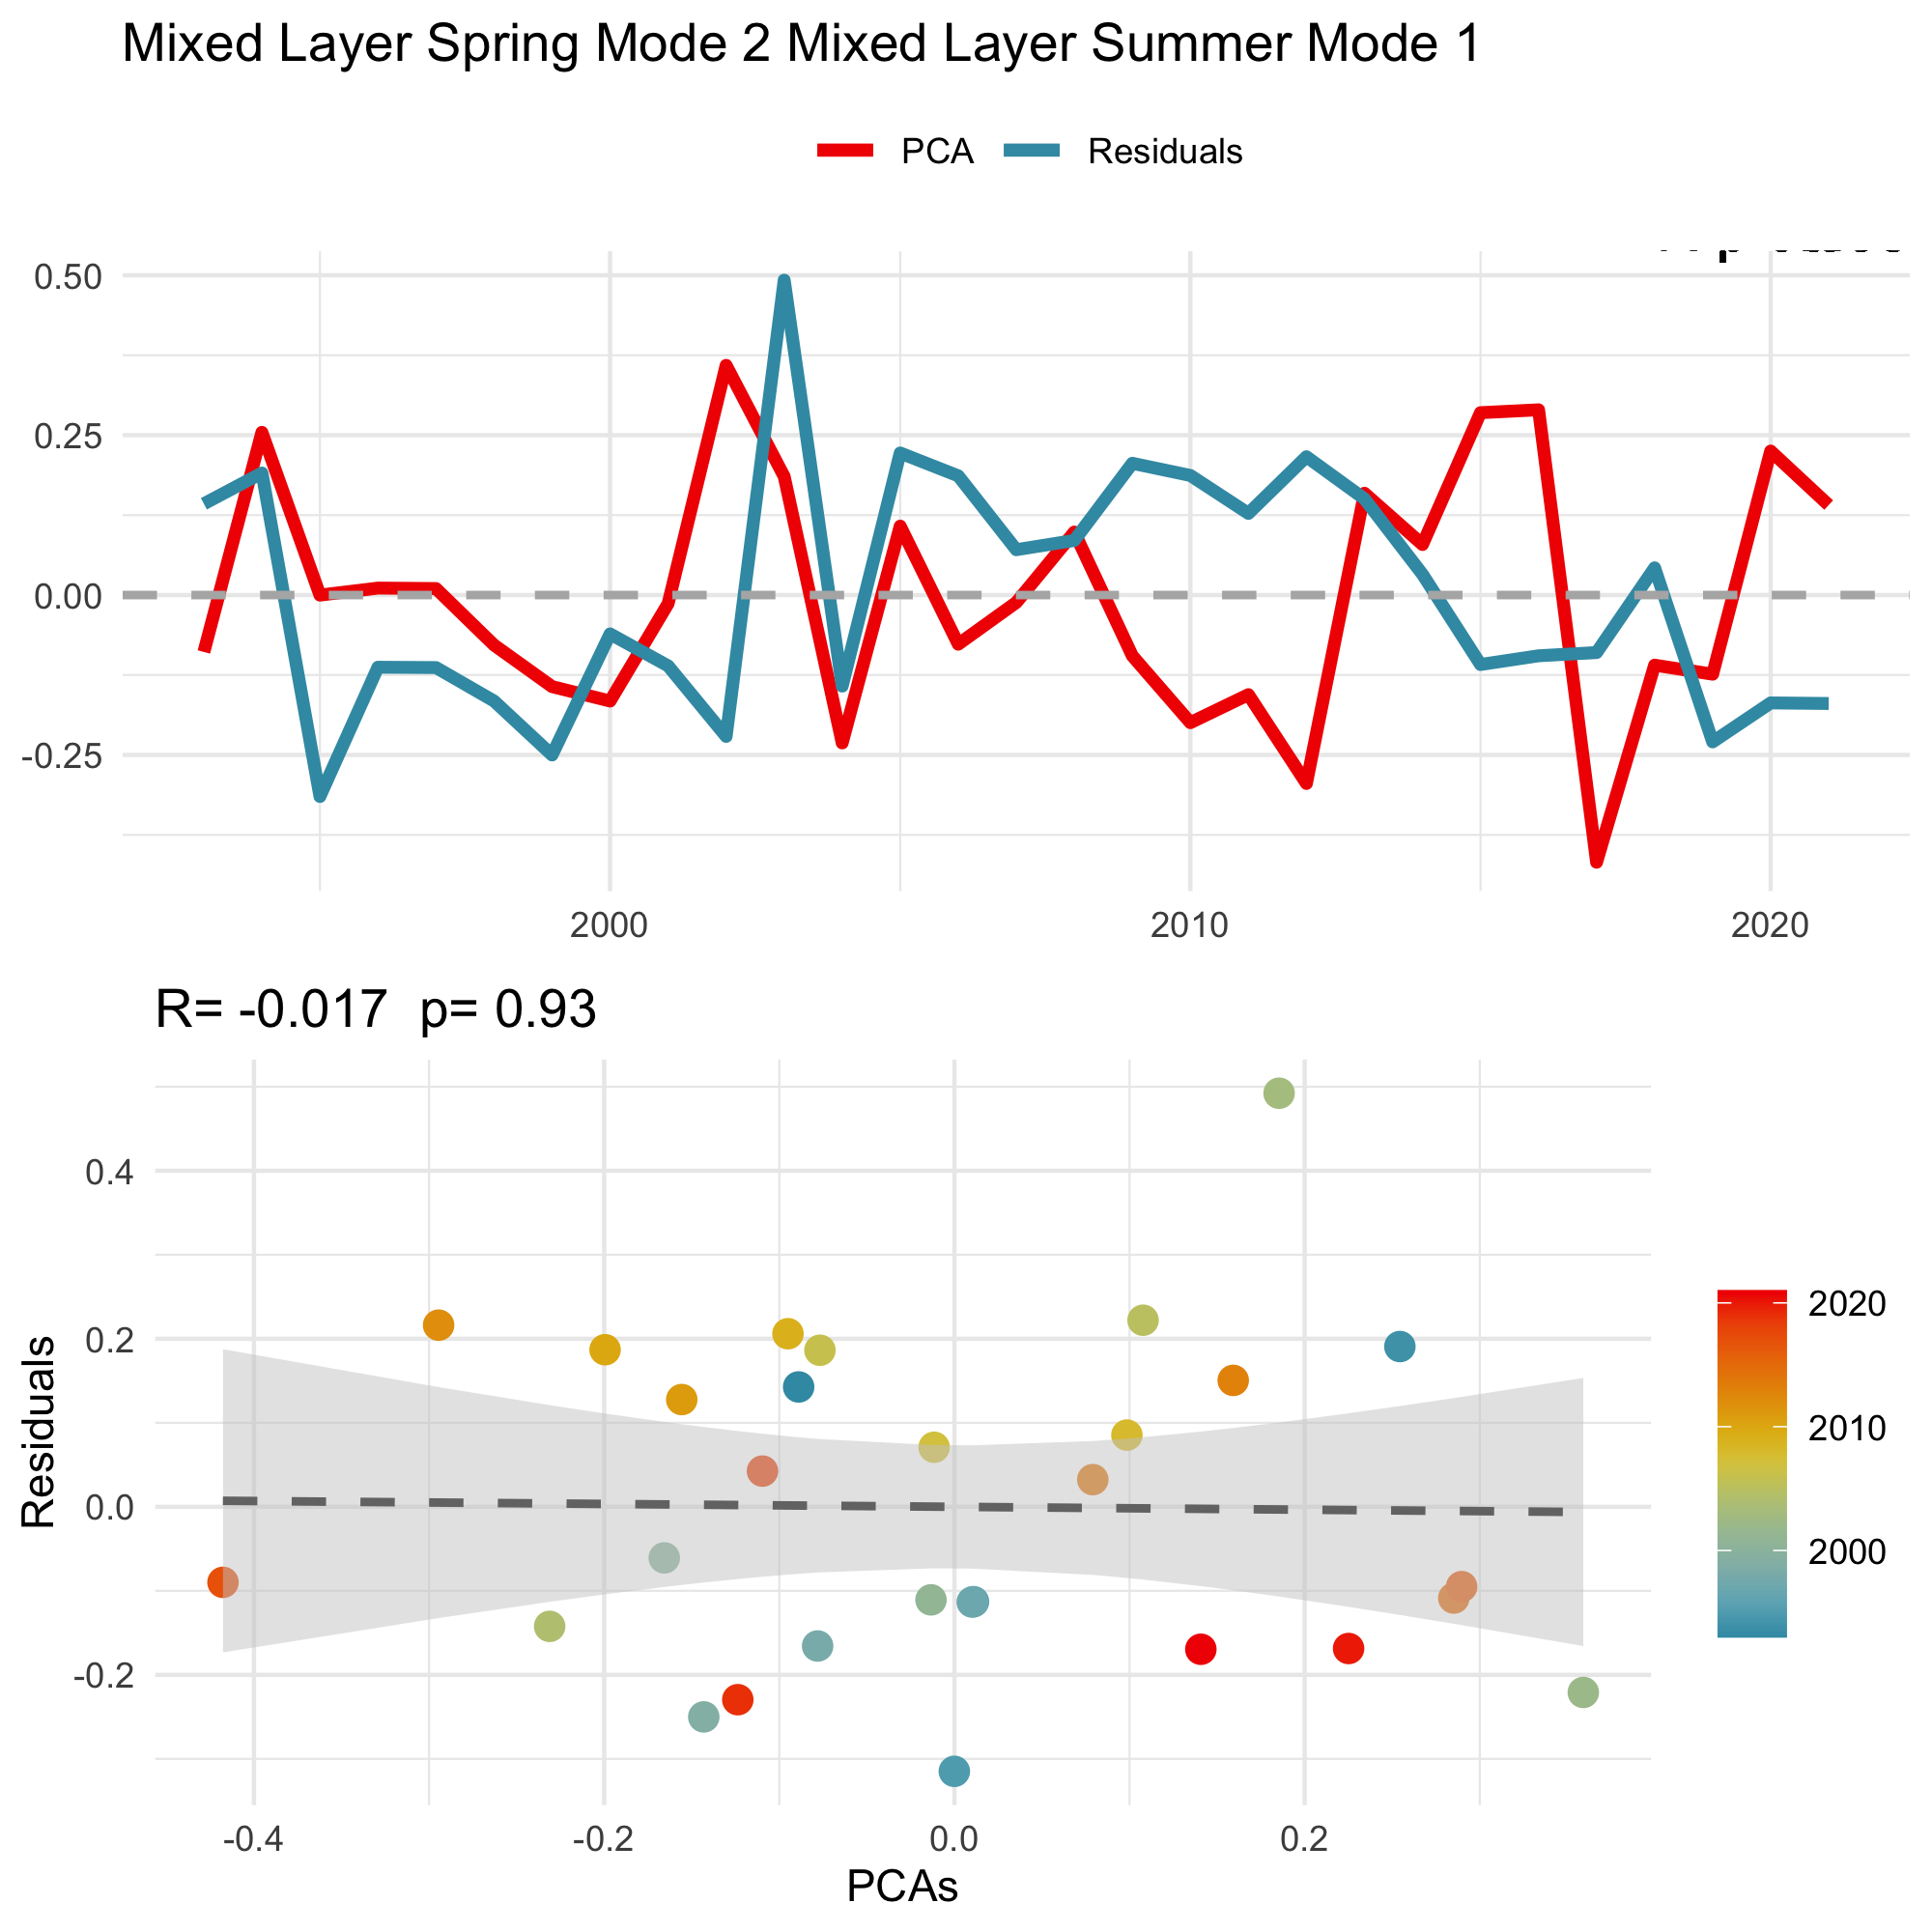 Mixed Layer Spring Mode 2 Mixed Layer Summer Mode 1
PCA Residuals
0.50
0.25
0.00
-0.25
2000 2010 2020
R= -0.017 p= 0.93
Residuals
0.4
0.2
0.0
-0.2
-0.4 -0.2 0.0 0.2
PCAs
2020
2010
2000